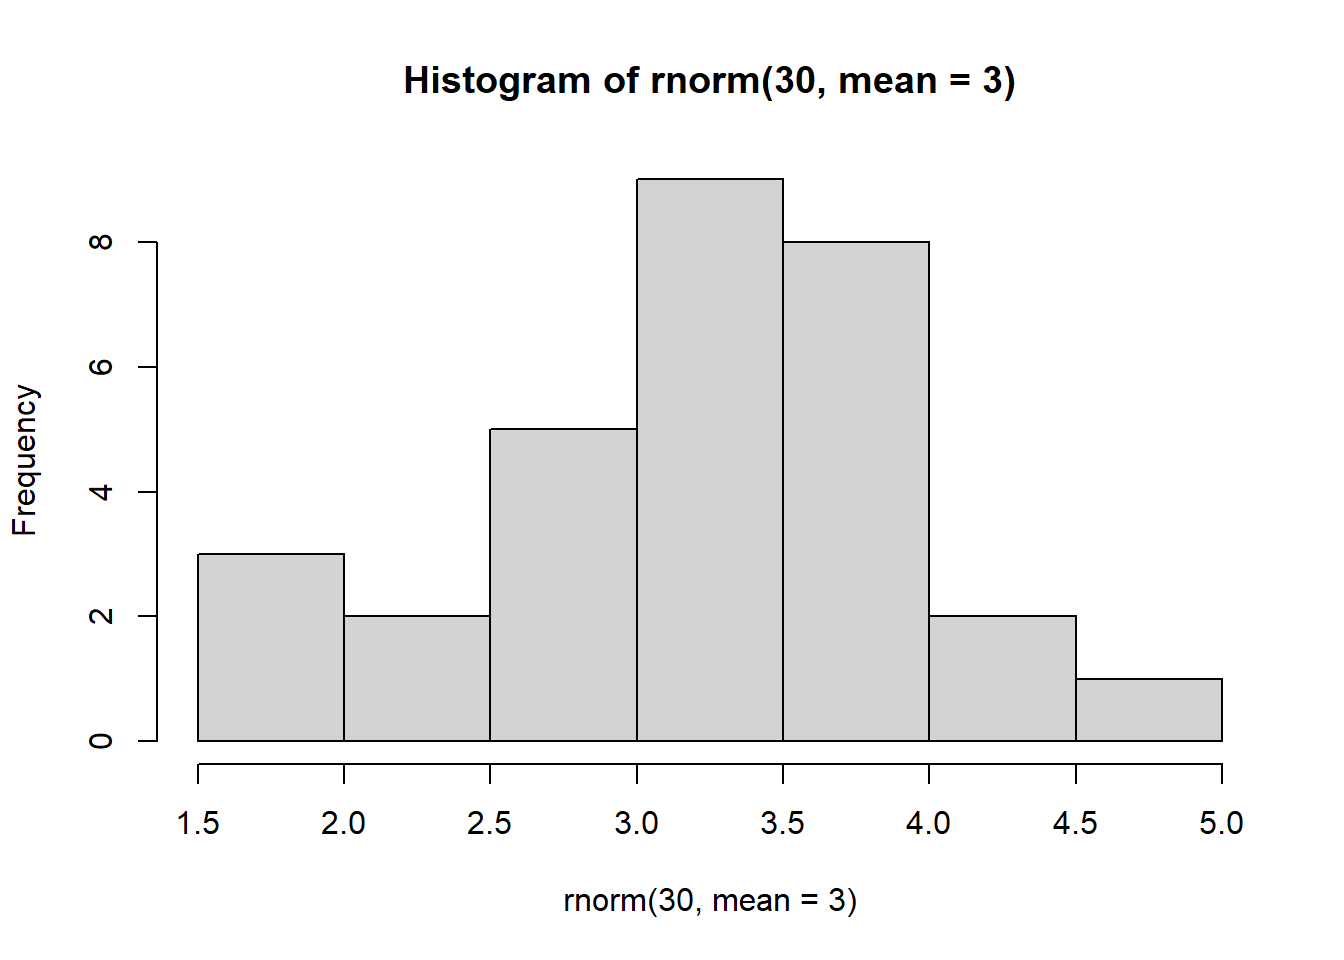 Histogram of rnorm(30, mean = 3)
Frequency
8
6
4
2
0
1.5 2.0 2.5 3.0 3.5 4.0 4.5 5.0
rnorm(30, mean = 3)